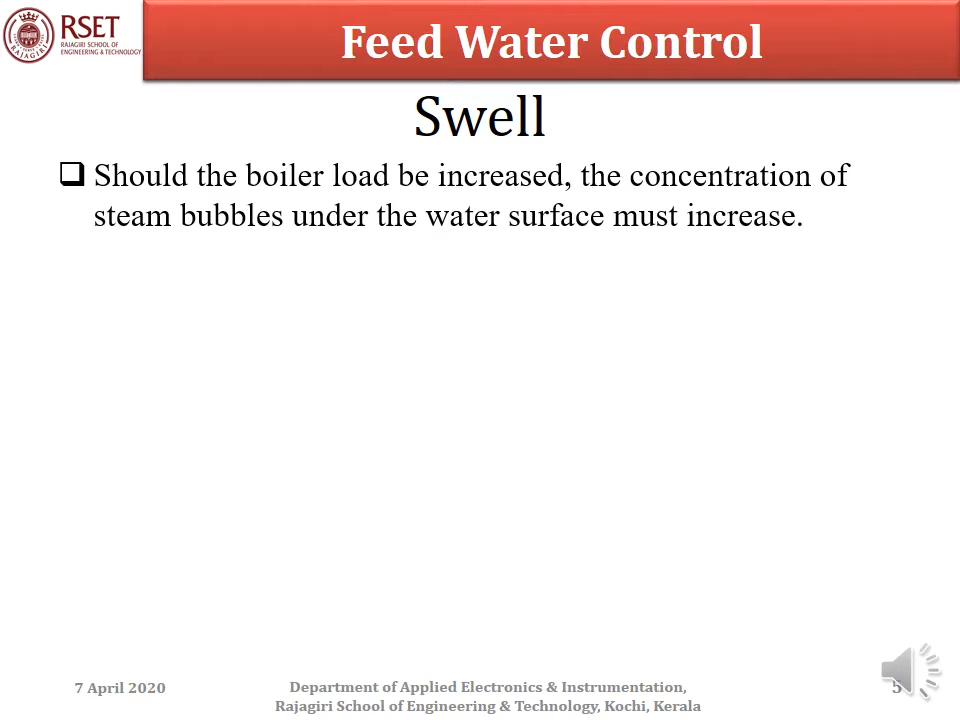 RSET
RAJAGIRI SCHOOL OF
ENGINEERING & TECHNOLOGY
RAJAGIRI
Feed Water Control
Swell
Should the boiler load be increased, the concentration of
steam bubbles under the water surface must increase.
7 April 2020
Department of Applied Electronics & Instrumentation,
Rajagiri School of Engineering & Technology, Kochi, Kerala
5